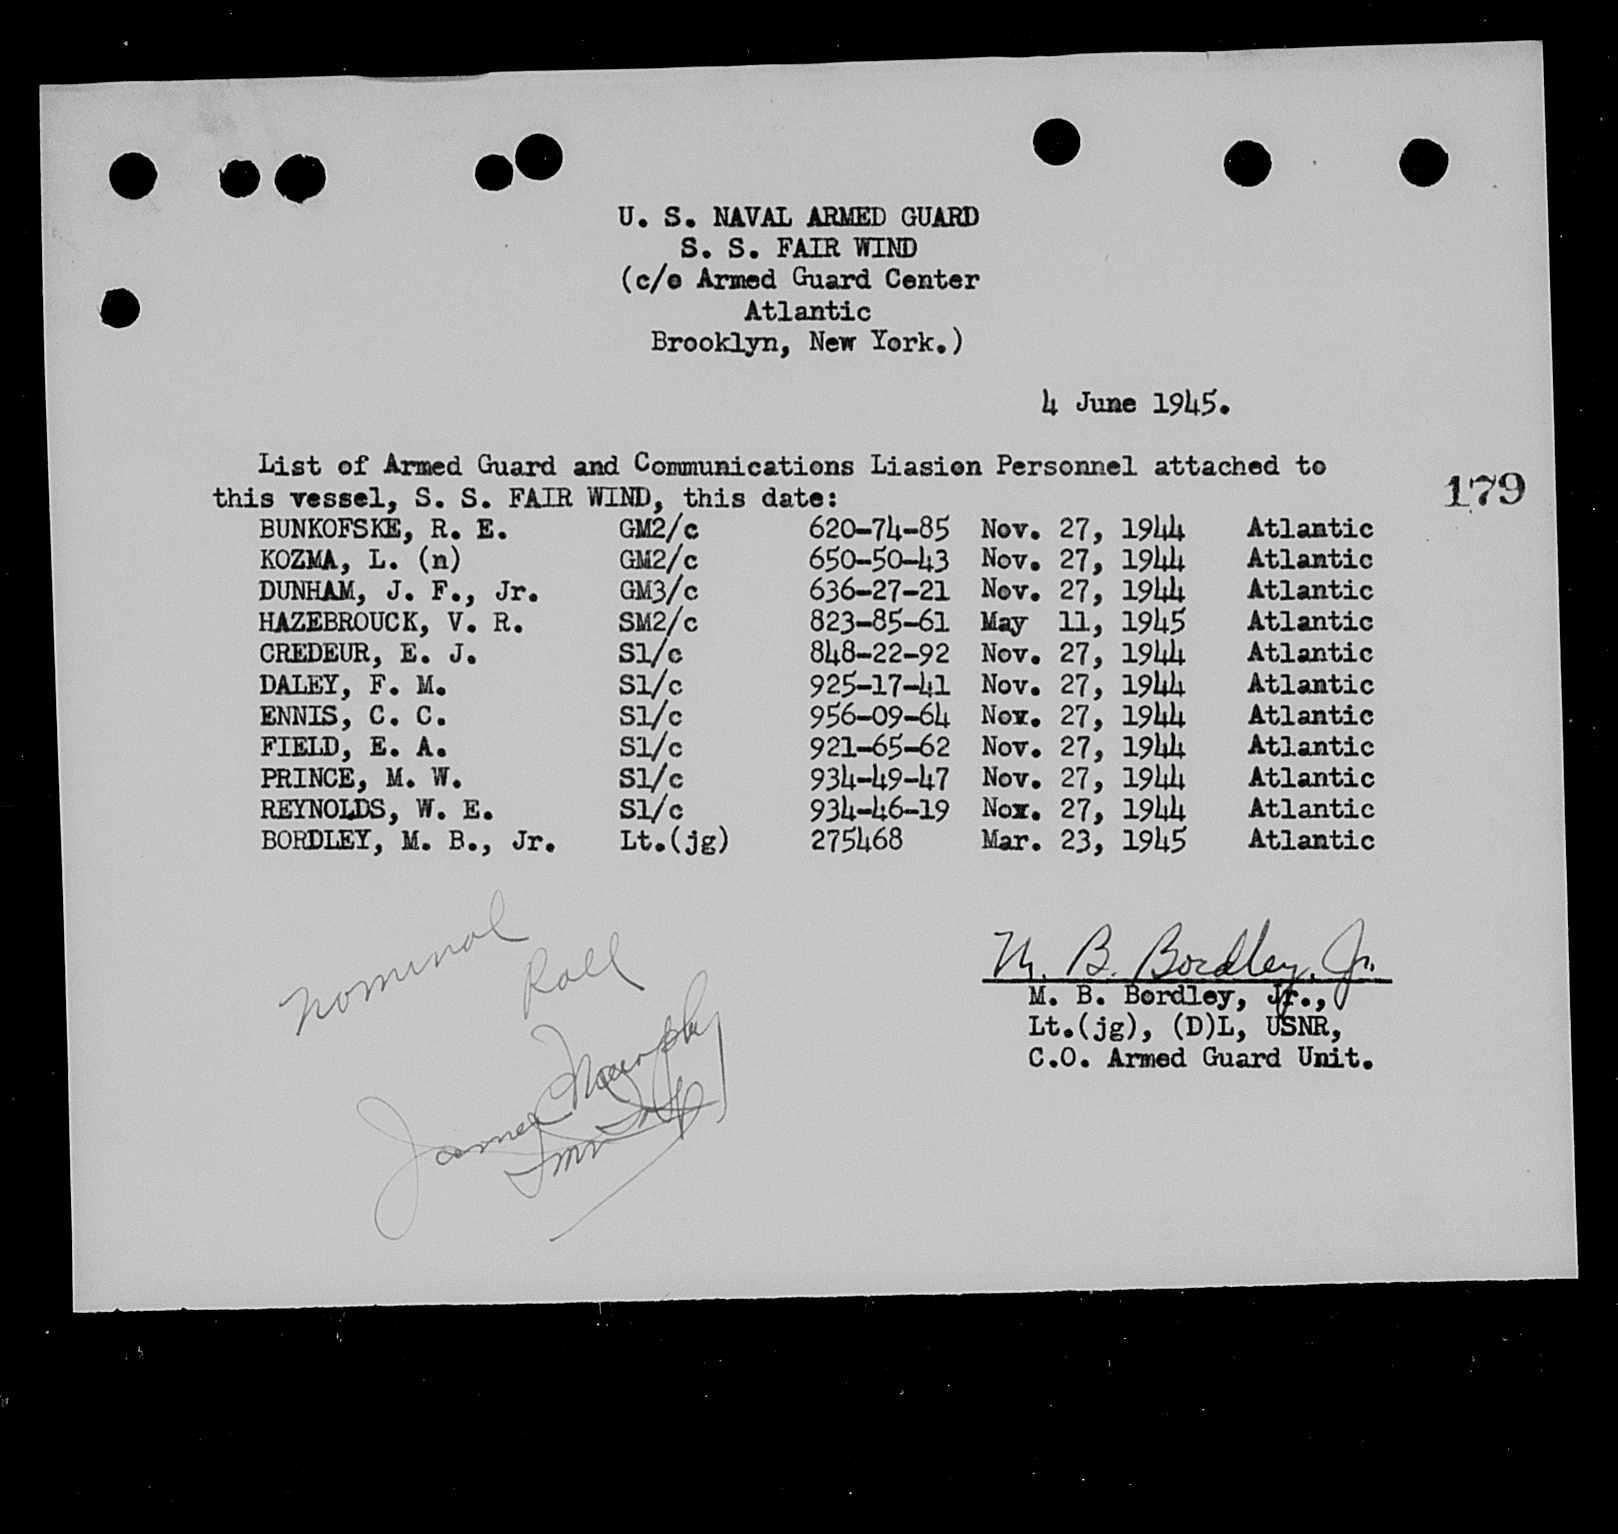 U. S. NAVAL ARMED GUARD
S. S. FAIR WIND
(c/o Armed Guard Center
Atlantic
Brooklyn, New York.)
4 June 1945.
List of Armed Guard and Communications Liasion Personnel attached to
this vessel, S. S. FAIR WIND, this date:
179
BUNKOFSKE, R. E. GM2/c 620-74-85 Nov. 27, 1944 Atlantic
KOZMA, L. (n) GM2/c 650-50-43 Nov. 27, 1944 Atlantic
DUNHAM, J. F., Jr. GM3/c 636-27-21 Nov. 27, 1944 Atlantic
HAZEBROUCK, V. R. SM2/c 823-85-61 May 11, 1945 Atlantic
CREDEUR, E. J. S1/c 848-22-92 Nov. 27, 1944 Atlantic
DALEY, F. M. S1/c 925-17-41 Nov. 27, 1944 Atlantic
ENNIS, C. C. S1/c 956-09-64 Nov. 27, 1944 Atlantic
FIELD, E. A. S1/c 921-65-62 Nov. 27, 1944 Atlantic
PRINCE, M. W. S1/c 934-49-47 Nov. 27, 1944 Atlantic
REYNOLDS, W. E. S1/c 934-46-19 Nov. 27, 1944 Atlantic
BORDLEY, M. B., Jr. Lt.(jg) 275468 Mar. 23, 1945 Atlantic
nominal
Roll
M. B. Bordley, Jr.
M. B. Bordley, Jr.,
Lt.(jg), (D)L, USNR,
C.O. Armed Guard Unit.
James Murphy